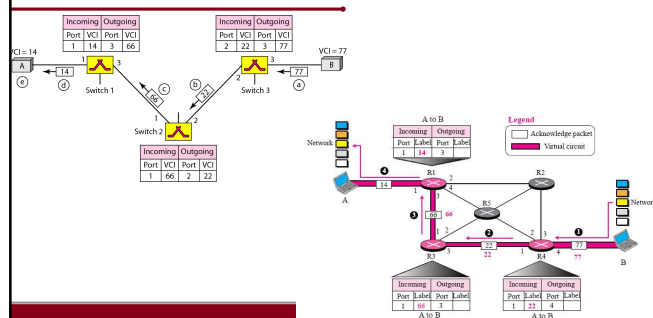 Incoming Outgoing
Port VCI Port VCI
1 14 3 66
Incoming Outgoing
Port VCI Port VCI
2 22 3 77
VCI = 14
VCI = 77
A
1
3
14
e
d
Switch 1
c
66
b
22
3
2
Switch 3
77
a
B
1
2
Switch 2
Incoming Outgoing
Port VCI Port VCI
1 66 2 22
A to B
Incoming Outgoing
Port Label Port Label
1 14 3
Legend
Acknowledge packet
Virtual circuit
Network
4
R1
2
4
14
1
3
A
R2
3
66
66
R5
1
2
R3
3
2
22
22
2
3
1
4
R4
1
77
77
B
Networ
Incoming Outgoing
Port Label Port Label
1 66 3
A to B
Incoming Outgoing
Port Label Port Label
1 22 4
A to B